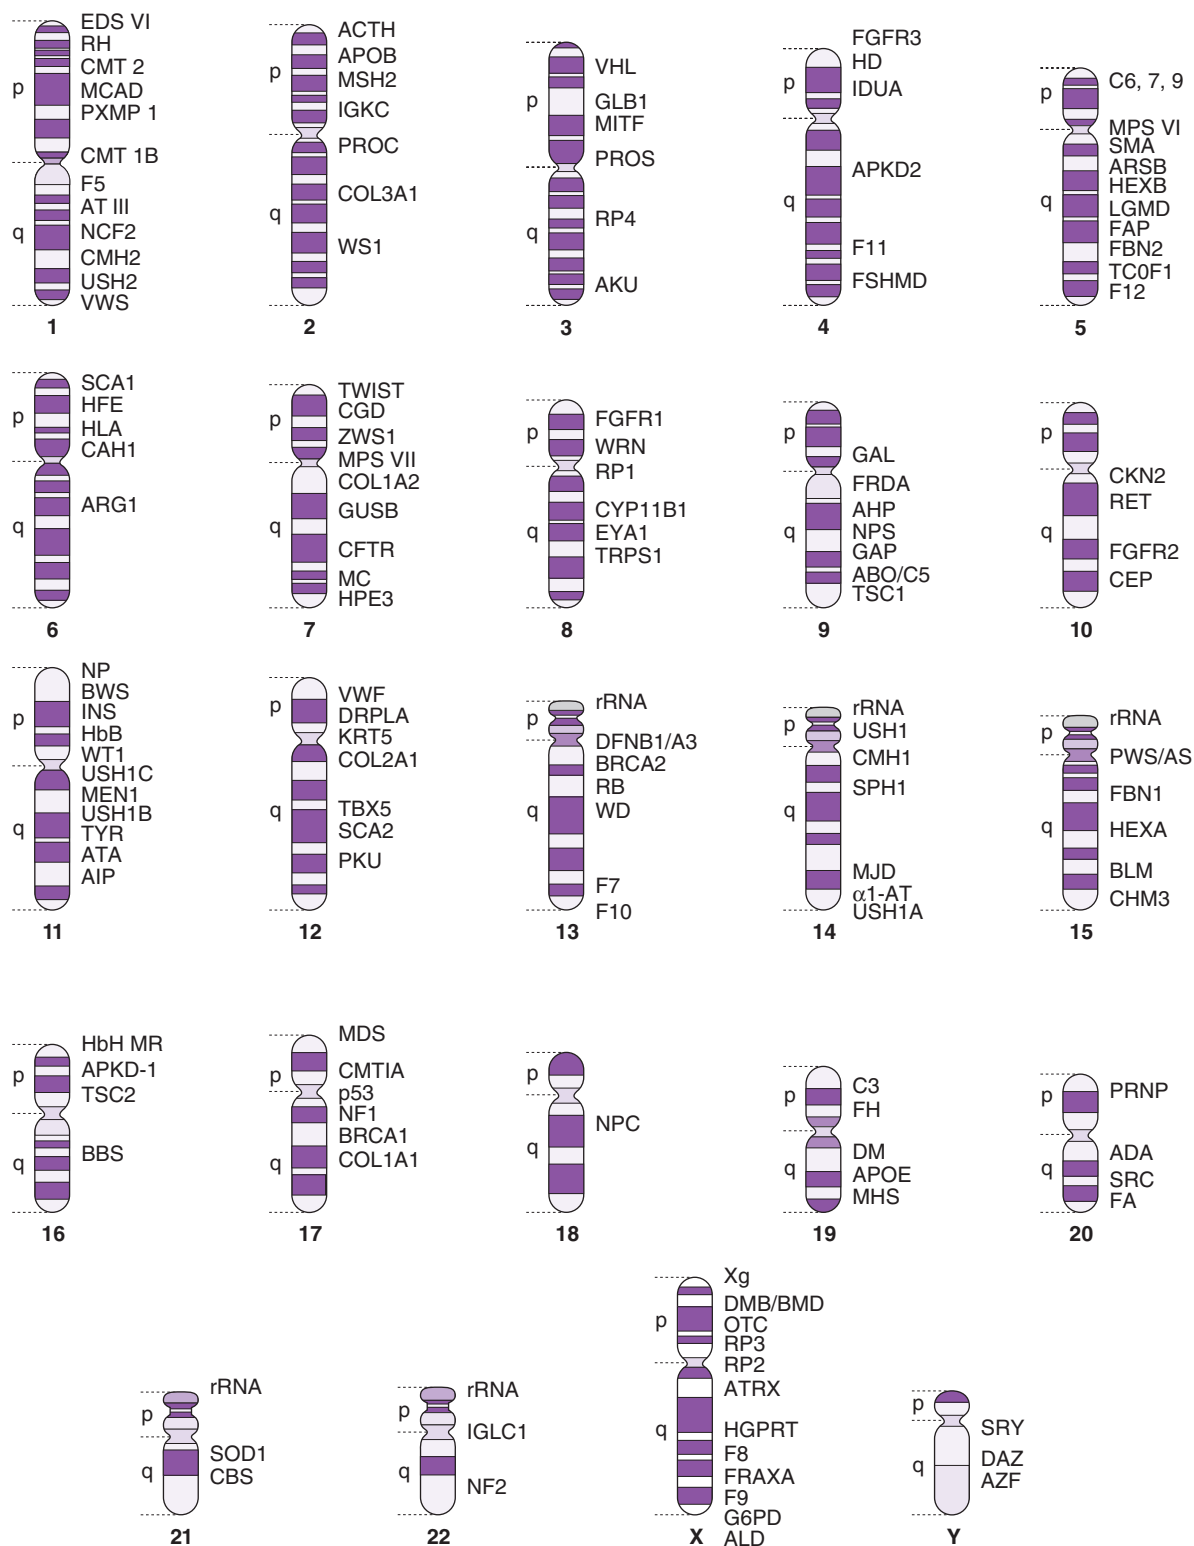 p
q
EDS VI
RH
CMT 2
MCAD
PXMP 1
CMT 1B
F5
AT III
NCF2
CMH2
USH2
VWS
1
p
q
ACTH
APOB
MSH2
IGKC
PROC
COL3A1
WS1
2
p
q
VHL
GLB1
MITF
PROS
RP4
AKU
3
p
q
FGFR3
HD
IDUA
APKD2
F11
FSHMD
4
p
q
C6, 7, 9
MPS VI
SMA
ARSB
HEXB
LGMD
FAP
FBN2
TC0F1
F12
5
p
q
SCA1
HFE
HLA
CAH1
ARG1
6
p
q
TWIST
CGD
ZWS1
MPS VII
COL1A2
GUSB
CFTR
MC
HPE3
7
p
q
FGFR1
WRN
RP1
CYP11B1
EYA1
TRPS1
8
p
q
GAL
FRDA
AHP
NPS
GAP
ABO/C5
TSC1
9
p
q
CKN2
RET
FGFR2
CEP
10
p
q
NP
BWS
INS
HbB
WT1
USH1C
MEN1
USH1B
TYR
ATA
AIP
11
p
q
VWF
DRPLA
KRT5
COL2A1
TBX5
SCA2
PKU
12
p
q
rRNA
DFNB1/A3
BRCA2
RB
WD
F7
F10
13
p
q
rRNA
USH1
CMH1
SPH1
MJD
α1-AT
USH1A
14
p
q
rRNA
PWS/AS
FBN1
HEXA
BLM
CHM3
15
p
q
HbH MR
APKD-1
TSC2
BBS
16
p
q
MDS
CMTIA
p53
NF1
BRCA1
COL1A1
17
p
q
NPC
18
p
q
C3
FH
DM
APOE
MHS
19
p
q
PRNP
ADA
SRC
FA
20
p
q
rRNA
SOD1
CBS
21
p
q
rRNA
IGLC1
NF2
22
p
q
Xg
DMB/BMD
OTC
RP3
RP2
ATRX
HGPRT
F8
FRAXA
F9
G6PD
ALD
X
p
q
SRY
DAZ
AZF
Y